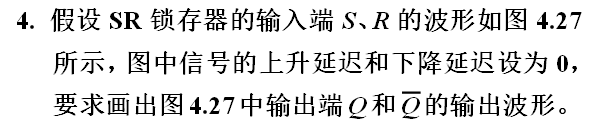 4. 假设 SR 锁存器的输入端 S、R 的波形如图 4.27
所示，图中信号的上升延迟和下降延迟设为 0，
要求画出图 4.27 中输出端 Q 和 Q̅ 的输出波形。